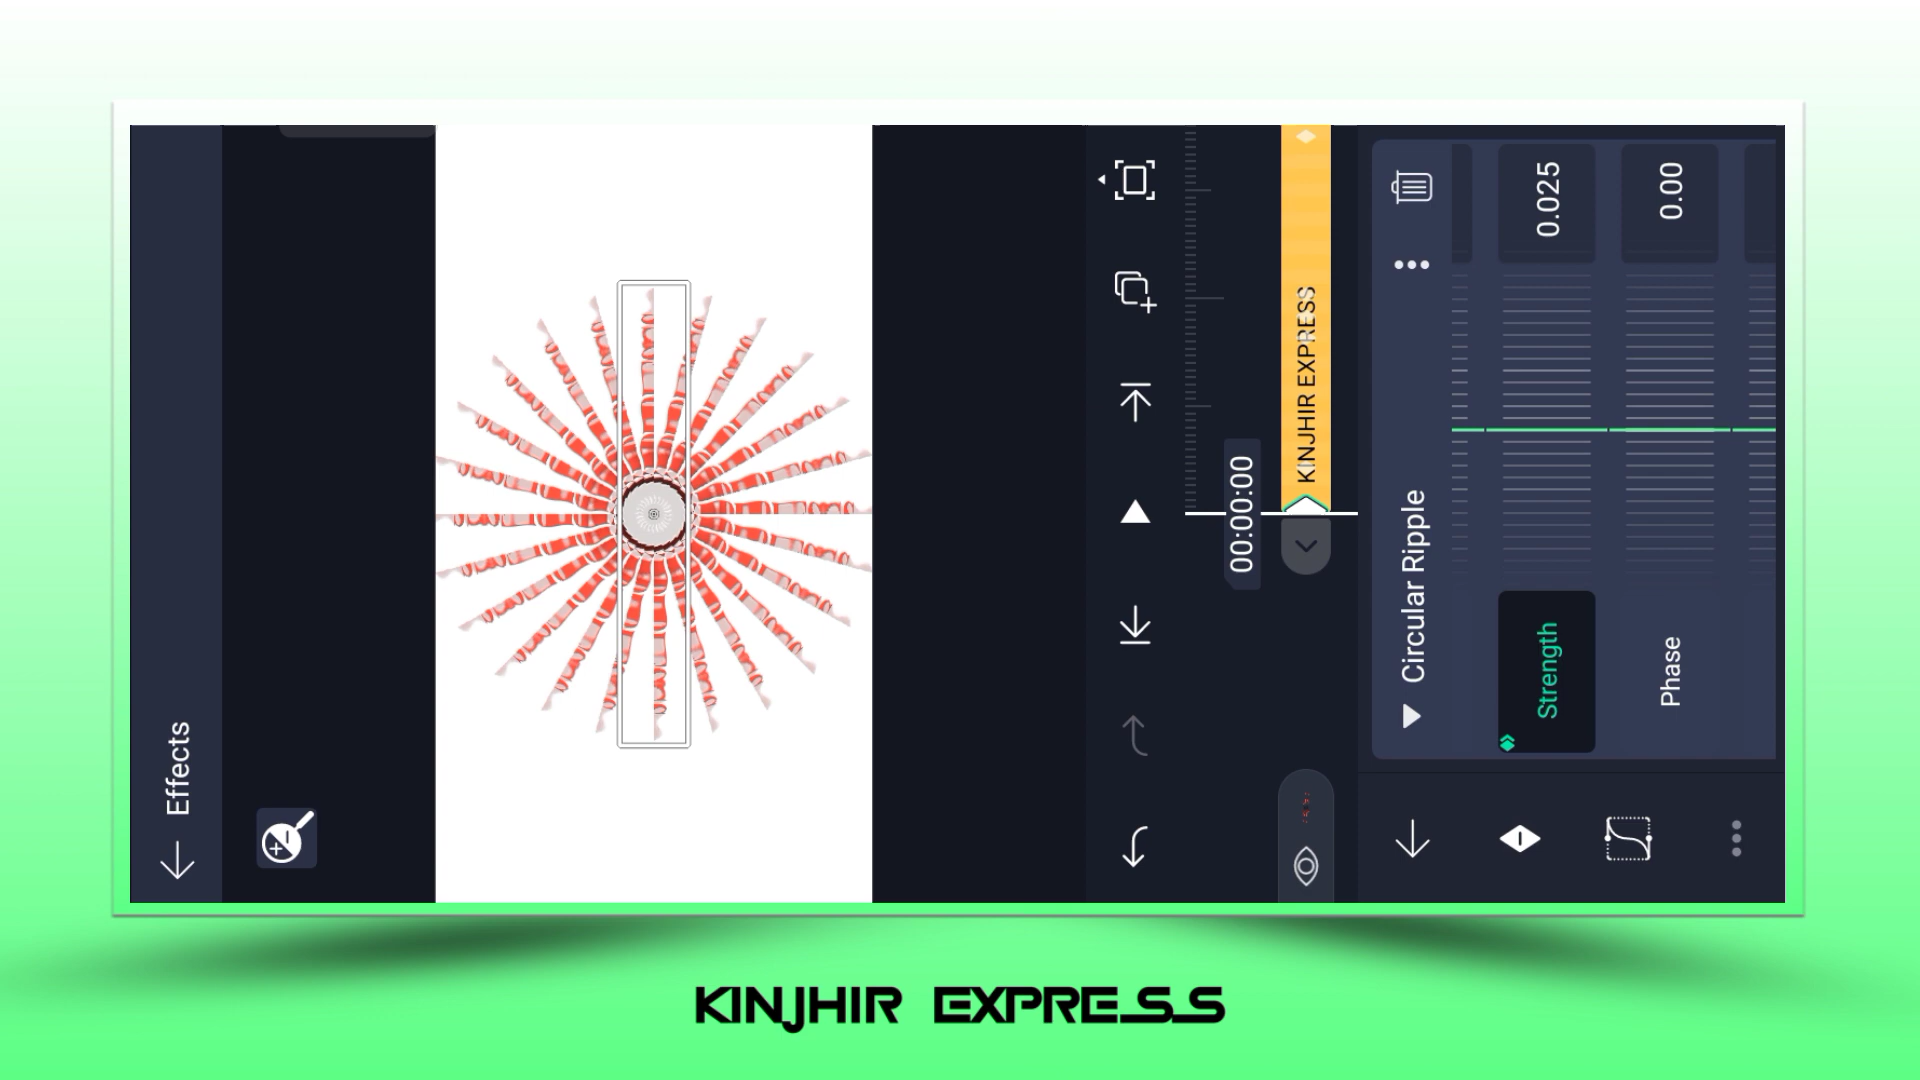 Effects
00:00:00
KINJHIR EXPRESS
Circular Ripple
Strength
0.025
Phase
0.00
KINJHIR EXPRESS